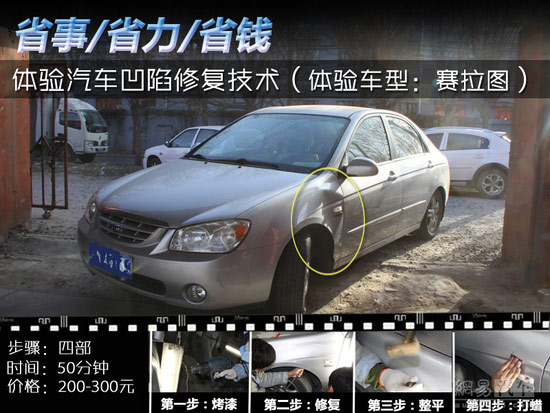 省事/省力/省钱
体验汽车凹陷修复技术（体验车型：赛拉图）
步骤：四部
时间：50分钟
价格：200-300元
第一步：烤漆
第二步：修复
第三步：整平
第四步：打蜡